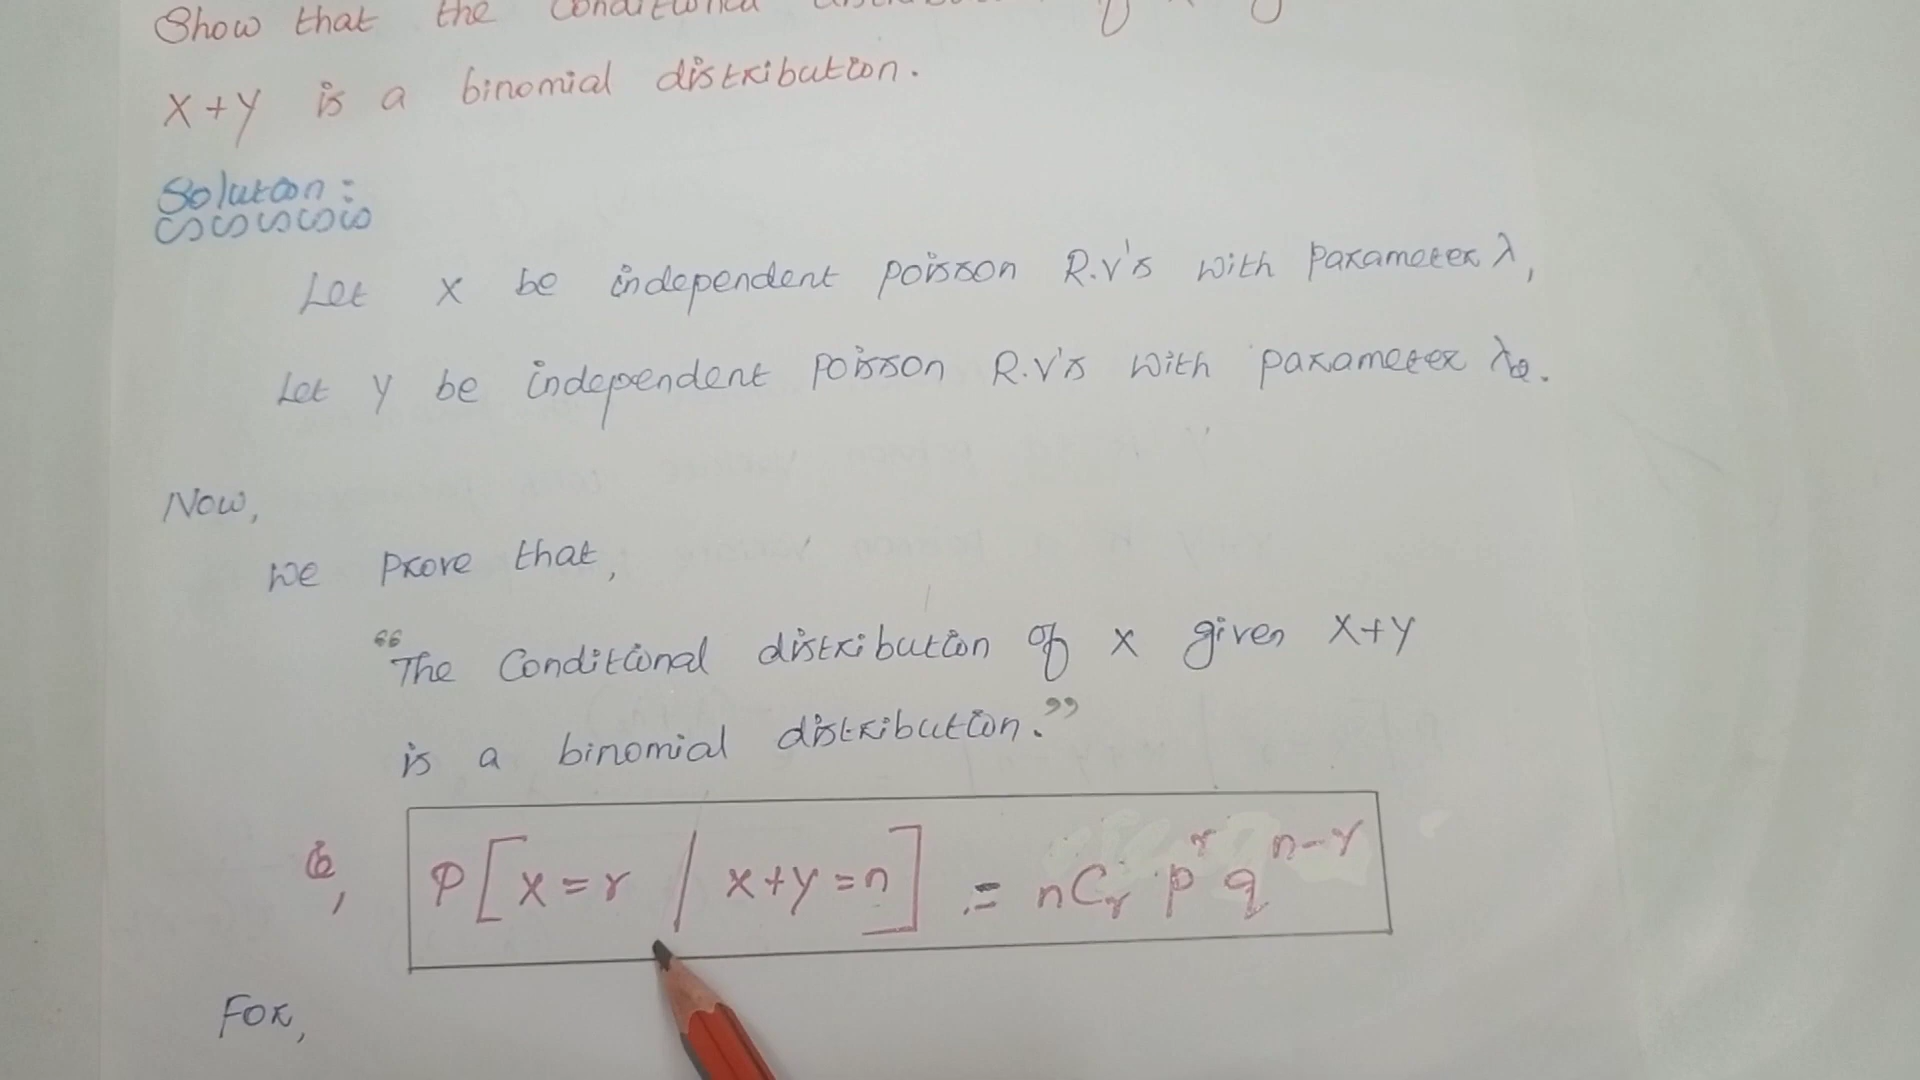 Show that the
X+Y is a binomial distribution.
Solution:
Let X be independent poisson R.V's with parameter λ,
Let Y be independent poisson R.V's with parameter λ₂.
Now,
We prove that,
"The Conditional distribution of X given X+Y
is a binomial distribution."
P[X=r / X+Y=n] = nCr p^r q^n-r
For,